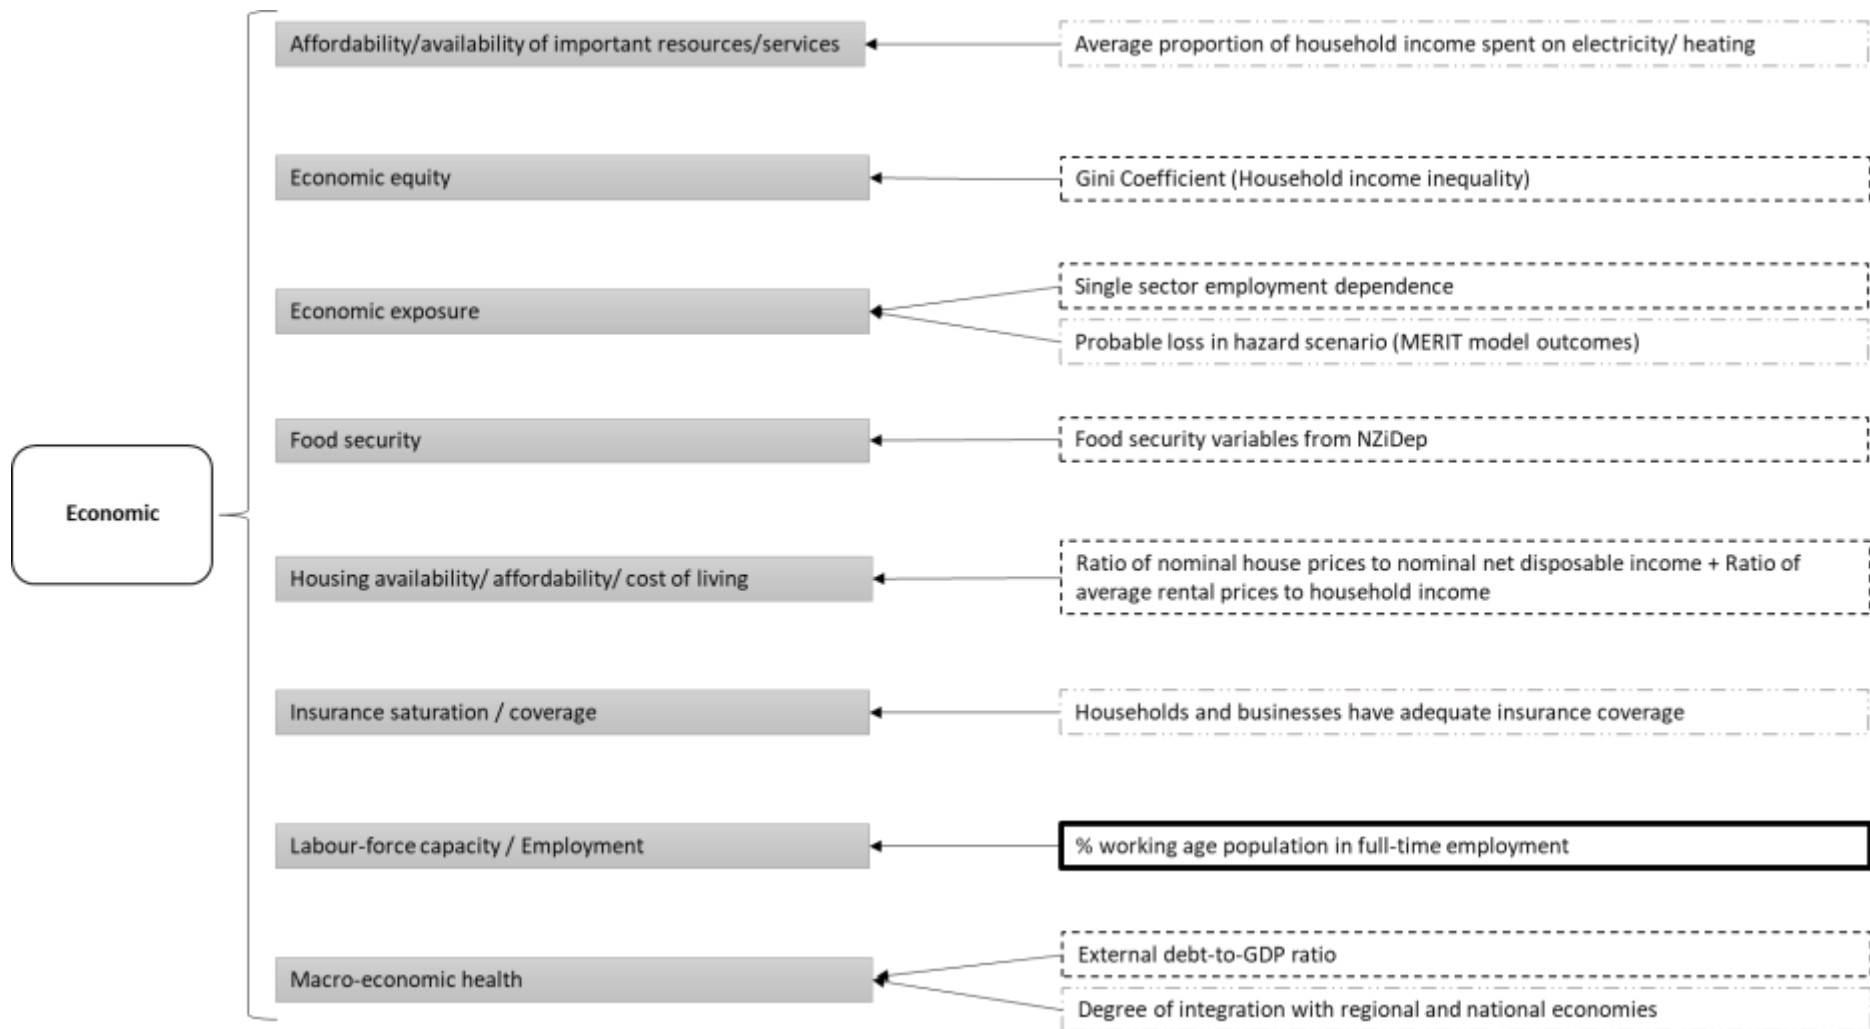 Affordability/availability of important resources/services
Average proportion of household income spent on electricity/ heating
Economic equity
Gini Coefficient (Household income inequality)
Economic exposure
Single sector employment dependence
Probable loss in hazard scenario (MERIT model outcomes)
Food security
Food security variables from NZiDep
Economic
Housing availability/ affordability/ cost of living
Ratio of nominal house prices to nominal net disposable income + Ratio of
average rental prices to household income
Insurance saturation / coverage
Households and businesses have adequate insurance coverage
Labour-force capacity / Employment
% working age population in full-time employment
Macro-economic health
External debt-to-GDP ratio
Degree of integration with regional and national economies